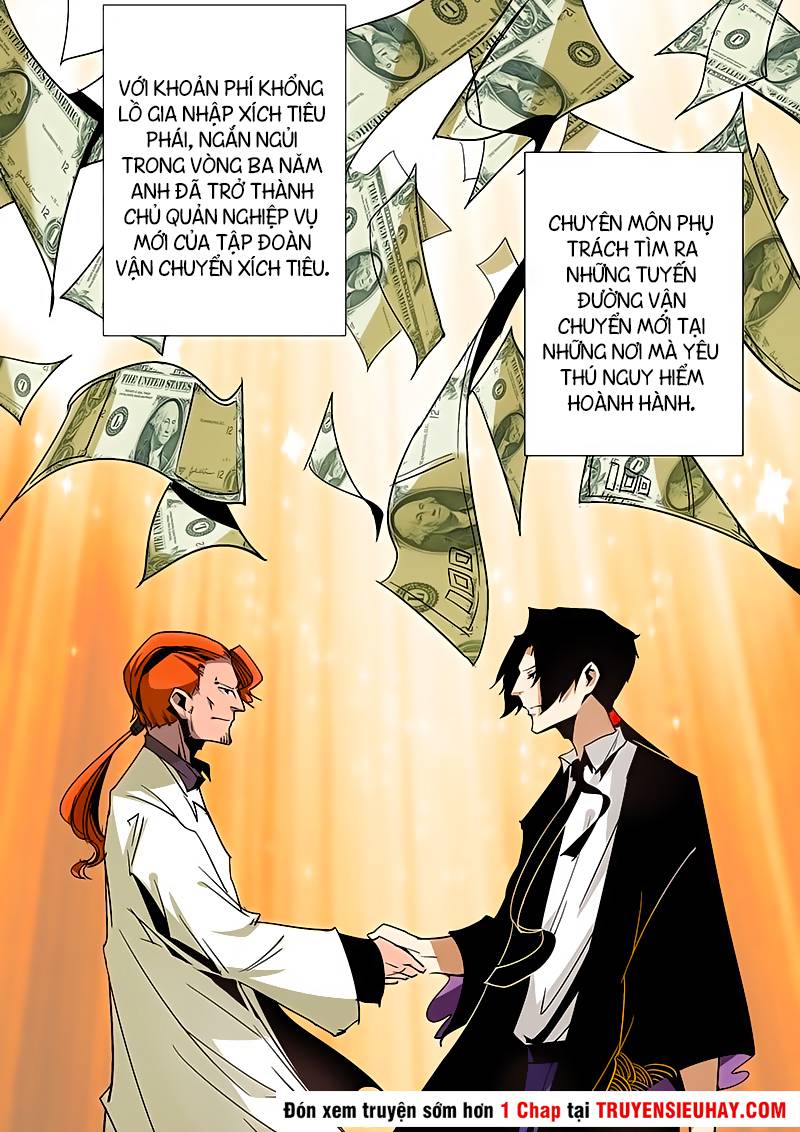 VỚI KHOẢN PHÍ KHỔNG
LỒ GIA NHẬP XÍCH TIÊU
PHÁI, NGẮN NGỦI
TRONG VÒNG BA NĂM
ANH ĐÃ TRỞ THÀNH
CHỦ QUẢN NGHIỆP VỤ
MỚI CỦA TẬP ĐOÀN
VẬN CHUYỂN XÍCH TIÊU.
CHUYÊN MÔN PHỤ
TRÁCH TÌM RA
NHỮNG TUYẾN
ĐƯỜNG VẬN
CHUYỂN MỚI TẠI
NHỮNG NƠI MÀ YÊU
THÚ NGUY HIỂM
HOÀNH HÀNH.
THE UNITED STATES
Đón xem truyện sớm hơn 1 Chap tại TRUYENSIEUHAY.COM